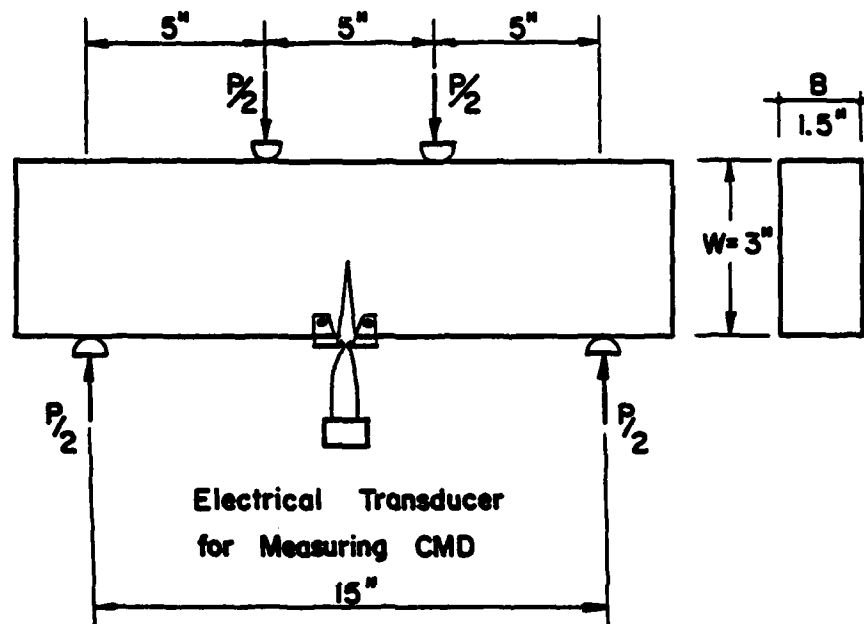 5" 5" 5"
P/2 P/2
B
1.5"
W=3"
P/2 P/2
Electrical Transducer
for Measuring CMD
15"